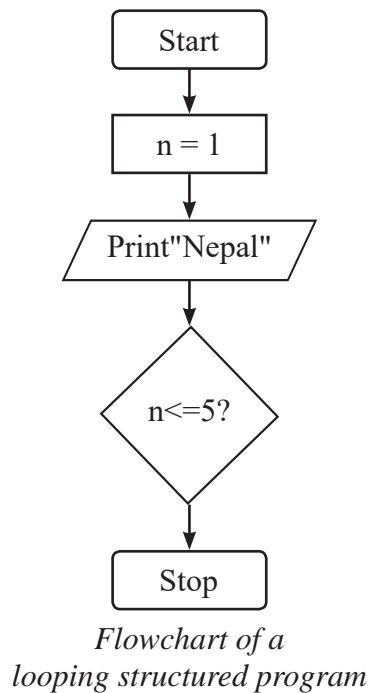 Start
n = 1
Print"Nepal"
n<=5?
Stop
Flowchart of a
looping structured program